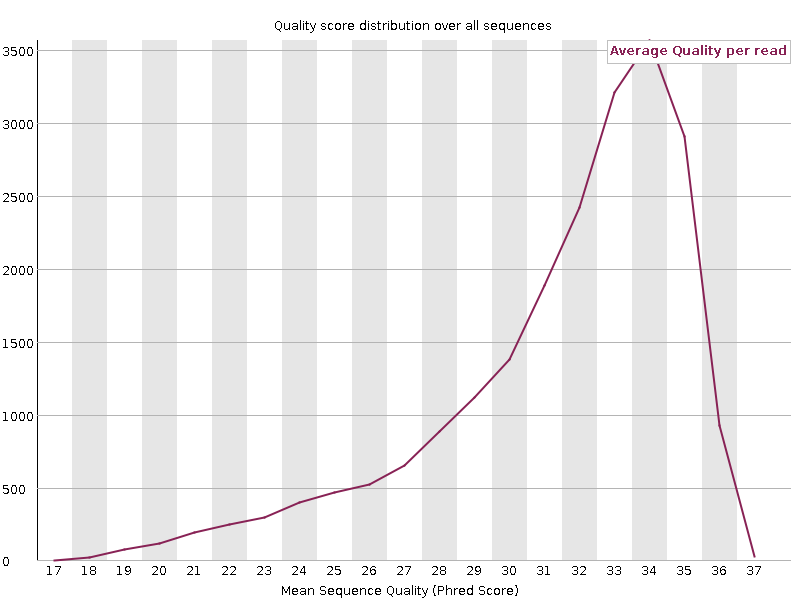 Quality score distribution over all sequences
Average Quality per read
3500
3000
2500
2000
1500
1000
500
0
17 18 19 20 21 22 23 24 25 26 27 28 29 30 31 32 33 34 35 36 37
Mean Sequence Quality (Phred Score)